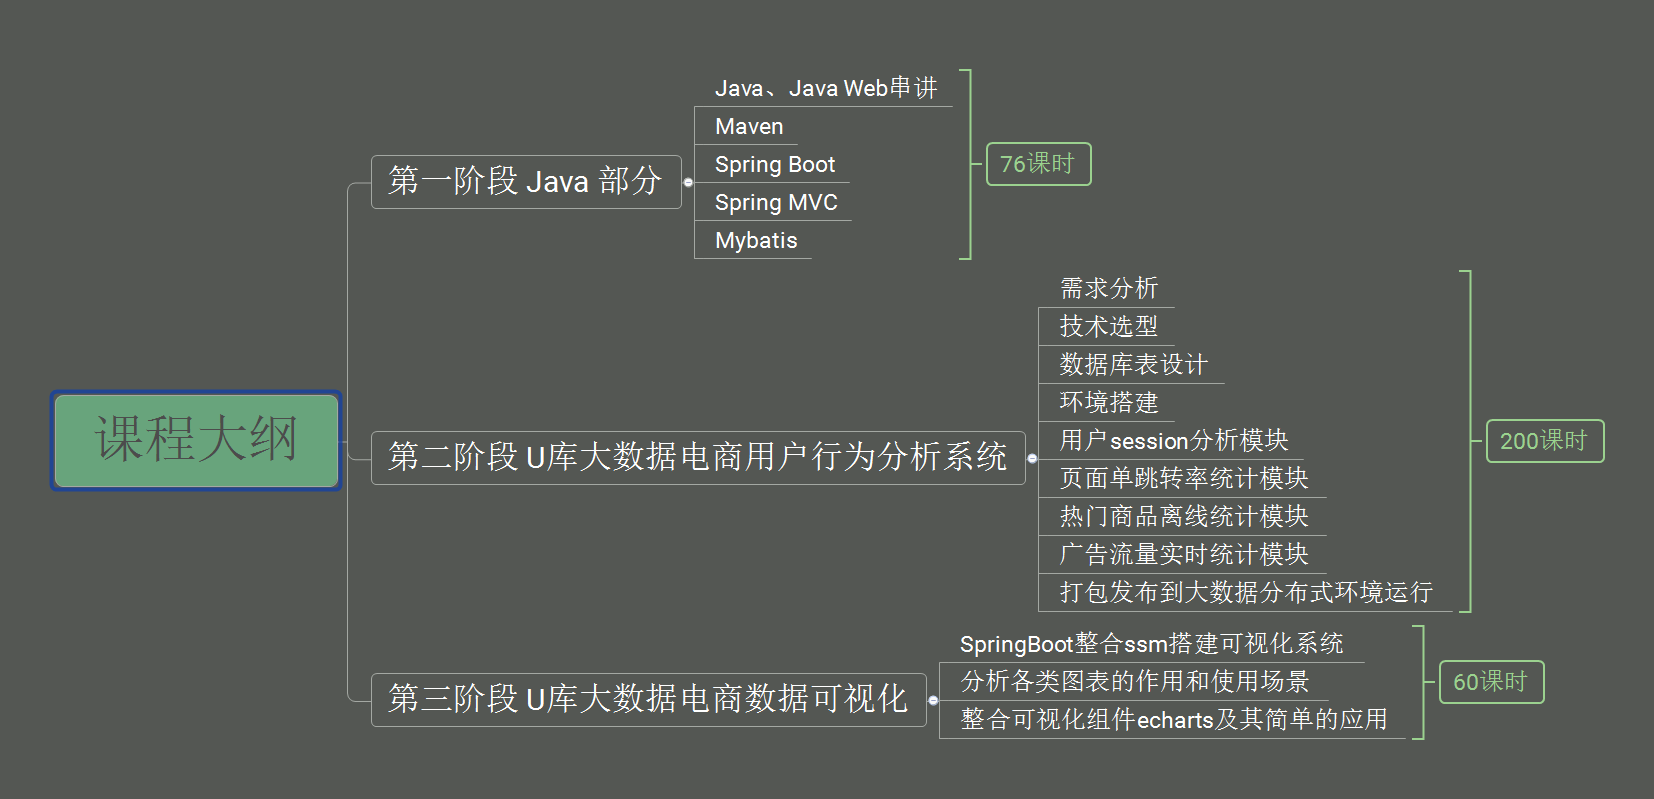 课程大纲
第一阶段 Java 部分
Java、Java Web串讲
Maven
Spring Boot
Spring MVC
Mybatis
76课时
第二阶段 U库大数据电商用户行为分析系统
需求分析
技术选型
数据库表设计
环境搭建
用户session分析模块
页面单跳转率统计模块
热门商品离线统计模块
广告流量实时统计模块
打包发布到大数据分布式环境运行
200课时
第三阶段 U库大数据电商数据可视化
SpringBoot整合ssm搭建可视化系统
分析各类图表的作用和使用场景
整合可视化组件echarts及其简单的应用
60课时